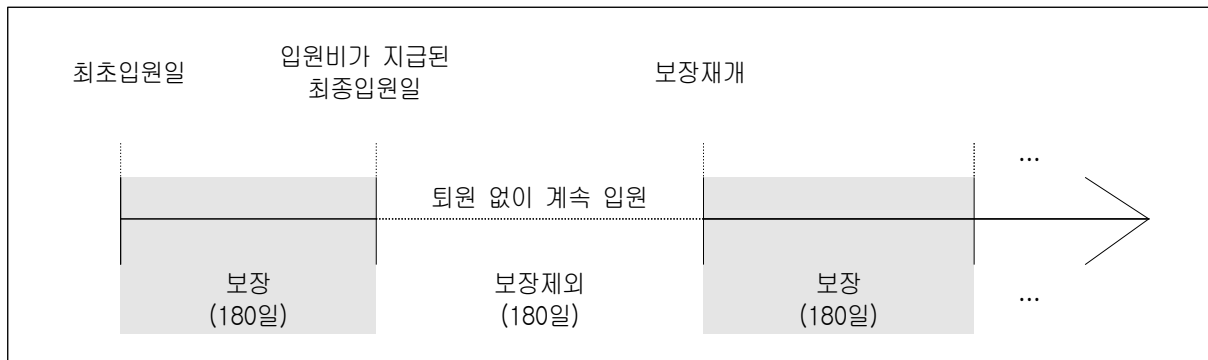 최초입원일
입원비가 지급된
최종입원일
보장재개
...
퇴원 없이 계속 입원
보장
(180일)
보장제외
(180일)
보장
(180일)
...